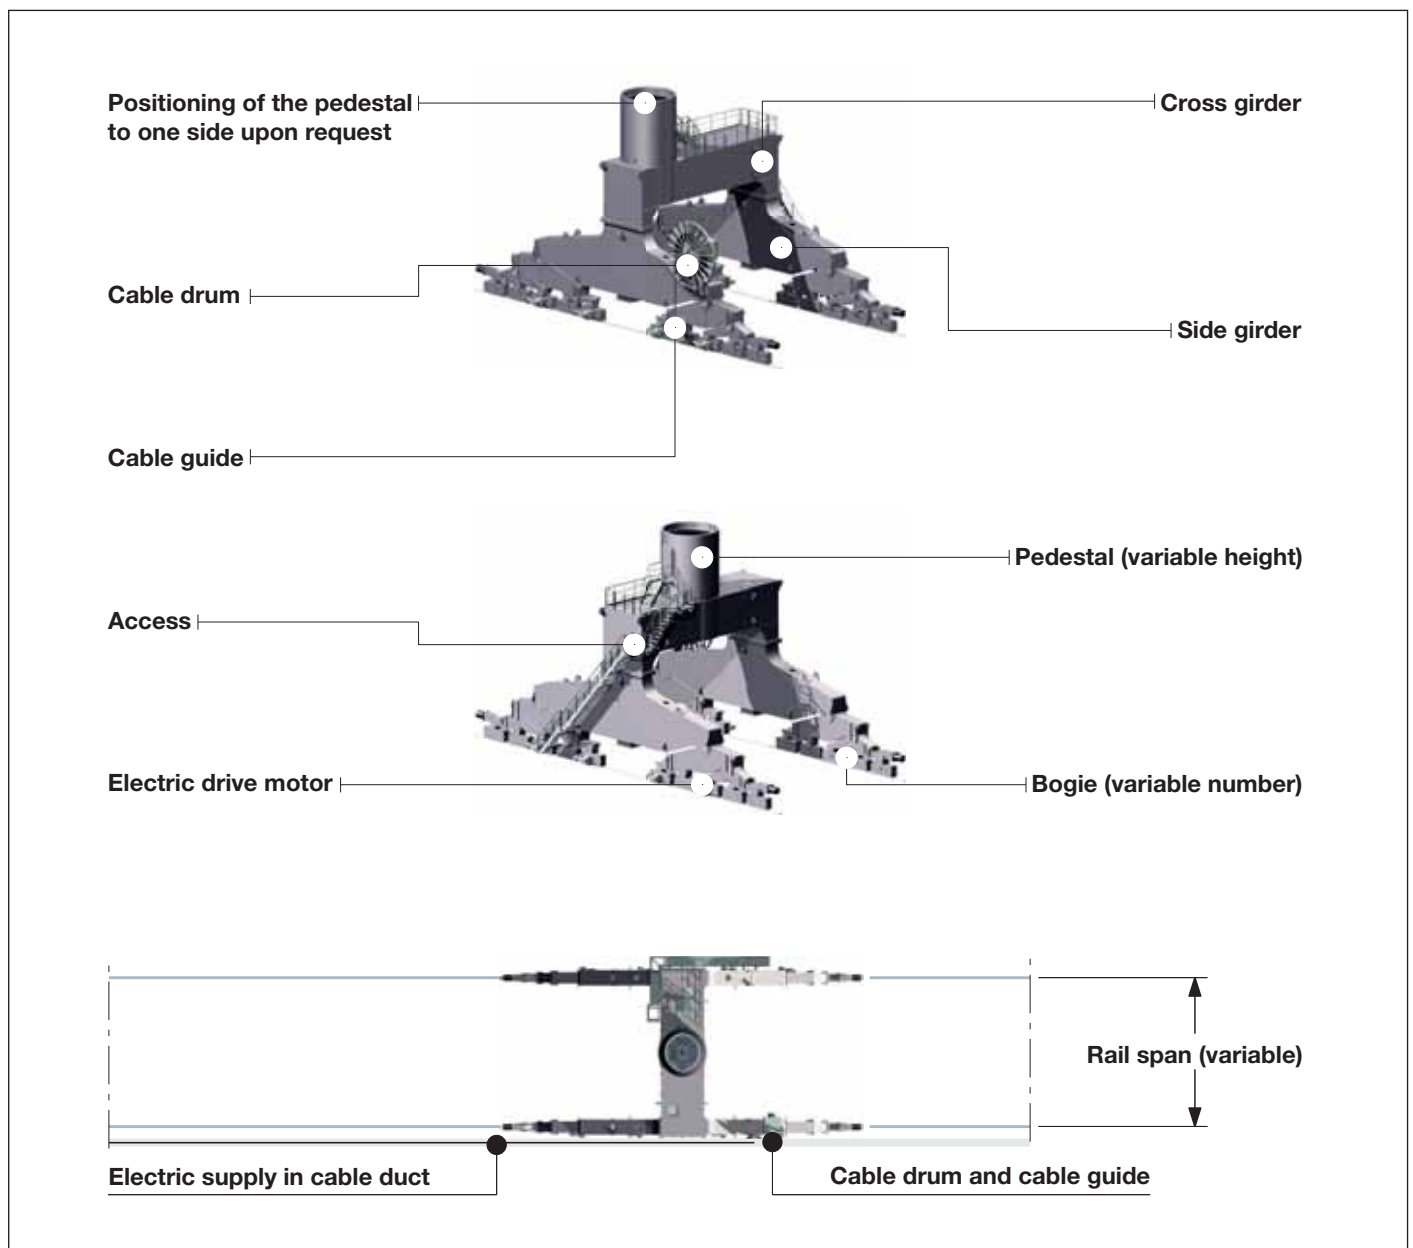 Positioning of the pedestal
to one side upon request
Cross girder
Cable drum
Side girder
Cable guide
Pedestal (variable height)
Access
Electric drive motor
Bogie (variable number)
Rail span (variable)
Electric supply in cable duct
Cable drum and cable guide